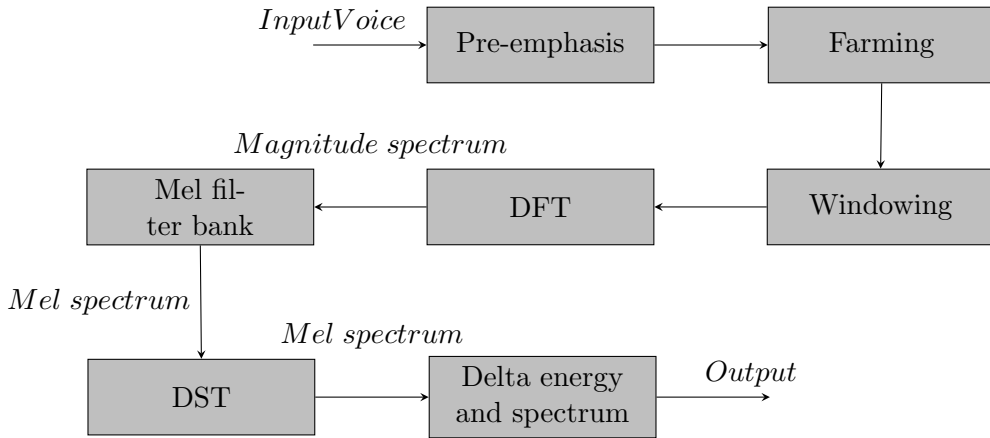 InputVoice
Pre-emphasis
Farming
Magnitude spectrum
Mel fil-
ter bank
DFT
Windowing
Mel spectrum
Mel spectrum
DST
Delta energy
and spectrum
Output